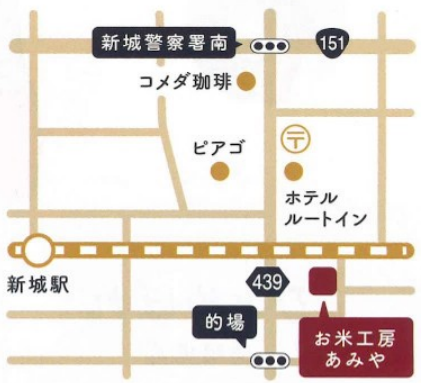 新城警察署南
151
コメダ珈琲
ピアゴ
〒
ホテル
ルートイン
新城駅
439
的場
お米工房
あみや